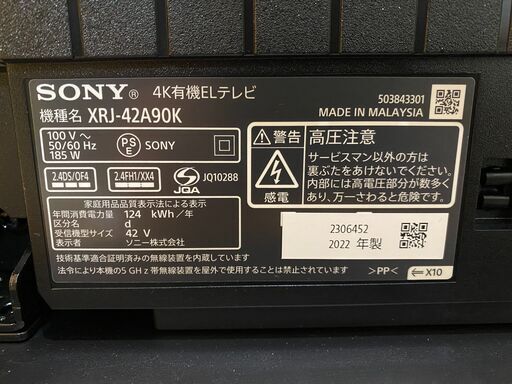 SONY® 4K有機ELテレビ
機種名 XRJ-42A90K
503843301
MADE IN MALAYSIA
100 V～
50/60 Hz
185 W
PS E SONY
2.4DS/OF4
2.4FH1/XX4
JQA
JQ10288
家庭用品品質表示法による表示
年間消費電力量 124 kWh／年
区分名 d
受信機型サイズ 42 V
ソニー株式会社
警告 高圧注意
感電
サービスマン以外の方は
裏ぶたをあけないでください。
内部には高電圧部分が数多く
あり、万一さわると危険です。
2306452
2022 年製
技術基準適合証明済みの無線装置を内蔵しています
法令により本機の5 GHz 帯無線装置を屋外で使用することは禁止されています。
>PP<
X10